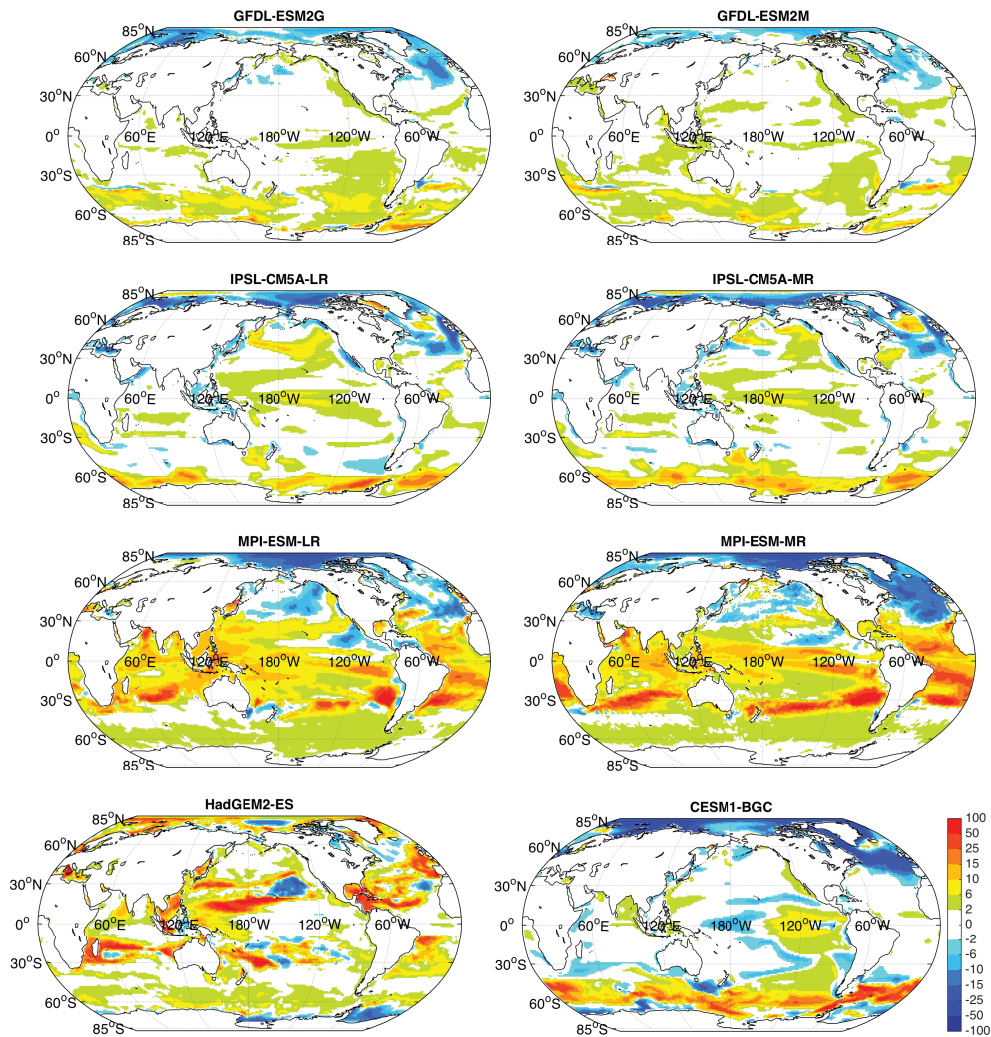 GFDL-ESM2G
85°N
60°N
30°N
0°
30°S
60°S
85°S
60°E
120°E
180°W
120°W
60°W
GFDL-ESM2M
85°N
60°N
30°N
0°
30°S
60°S
85°S
60°E
120°E
180°W
120°W
60°W
IPSL-CM5A-LR
85°N
60°N
30°N
0°
30°S
60°S
85°S
60°E
120°E
180°W
120°W
60°W
IPSL-CM5A-MR
85°N
60°N
30°N
0°
30°S
60°S
85°S
60°E
120°E
180°W
120°W
60°W
MPI-ESM-LR
85°N
60°N
30°N
0°
30°S
60°S
85°S
60°E
120°E
180°W
120°W
60°W
MPI-ESM-MR
85°N
60°N
30°N
0°
30°S
60°S
85°S
60°E
120°E
180°W
120°W
60°W
HadGEM2-ES
85°N
60°N
30°N
0°
30°S
60°S
85°S
60°E
120°E
180°W
120°W
60°W
CESM1-BGC
85°N
60°N
30°N
0°
30°S
60°S
85°S
60°E
120°E
180°W
120°W
60°W
100
50
25
15
10
6
2
0
-2
-6
-10
-15
-25
-50
-100